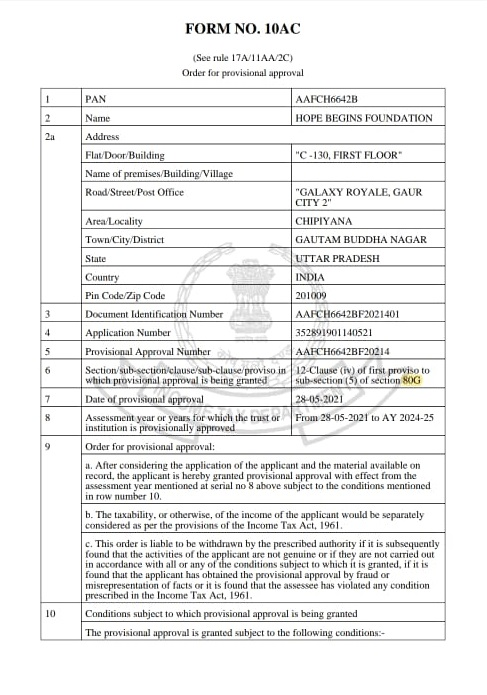 FORM NO. 10AC
(See rule 17A/11AA/2C)
Order for provisional approval
1 PAN AAFCH6642B
2 Name HOPE BEGINS FOUNDATION
2a Address
Flat/Door/Building "C -130, FIRST FLOOR"
Name of premises/Building/Village
Road/Street/Post Office "GALAXY ROYALE, GAUR
CITY 2"
Area/Locality CHIPIYANA
Town/City/District GAUTAM BUDDHA NAGAR
State UTTAR PRADESH
Country INDIA
Pin Code/Zip Code 201009
3 Document Identification Number AAFCH6642BF2021401
4 Application Number 352891901140521
5 Provisional Approval Number AAFCH6642BF20214
6 Section/sub-section/clause/sub-clause/proviso in 12-Clause (iv) of first proviso to
which provisional approval is being granted sub-section (5) of section 80G
7 Date of provisional approval 28-05-2021
8 Assessment year or years for which the trust or From 28-05-2021 to AY 2024-25
institution is provisionally approved
9 Order for provisional approval:
a. After considering the application of the applicant and the material available on
record, the applicant is hereby granted provisional approval with effect from the
assessment year mentioned at serial no 8 above subject to the conditions mentioned
in row number 10.
b. The taxability, or otherwise, of the income of the applicant would be separately
considered as per the provisions of the Income Tax Act, 1961.
c. This order is liable to be withdrawn by the prescribed authority if it is subsequently
found that the activities of the applicant are not genuine or if they are not carried out
in accordance with all or any of the conditions subject to which it is granted, if it is
found that the applicant has obtained the provisional approval by fraud or
misrepresentation of facts or it is found that the assessee has violated any condition
prescribed in the Income Tax Act, 1961.
10 Conditions subject to which provisional approval is being granted
The provisional approval is granted subject to the following conditions:-
INCOME TAX DEPARTMENT